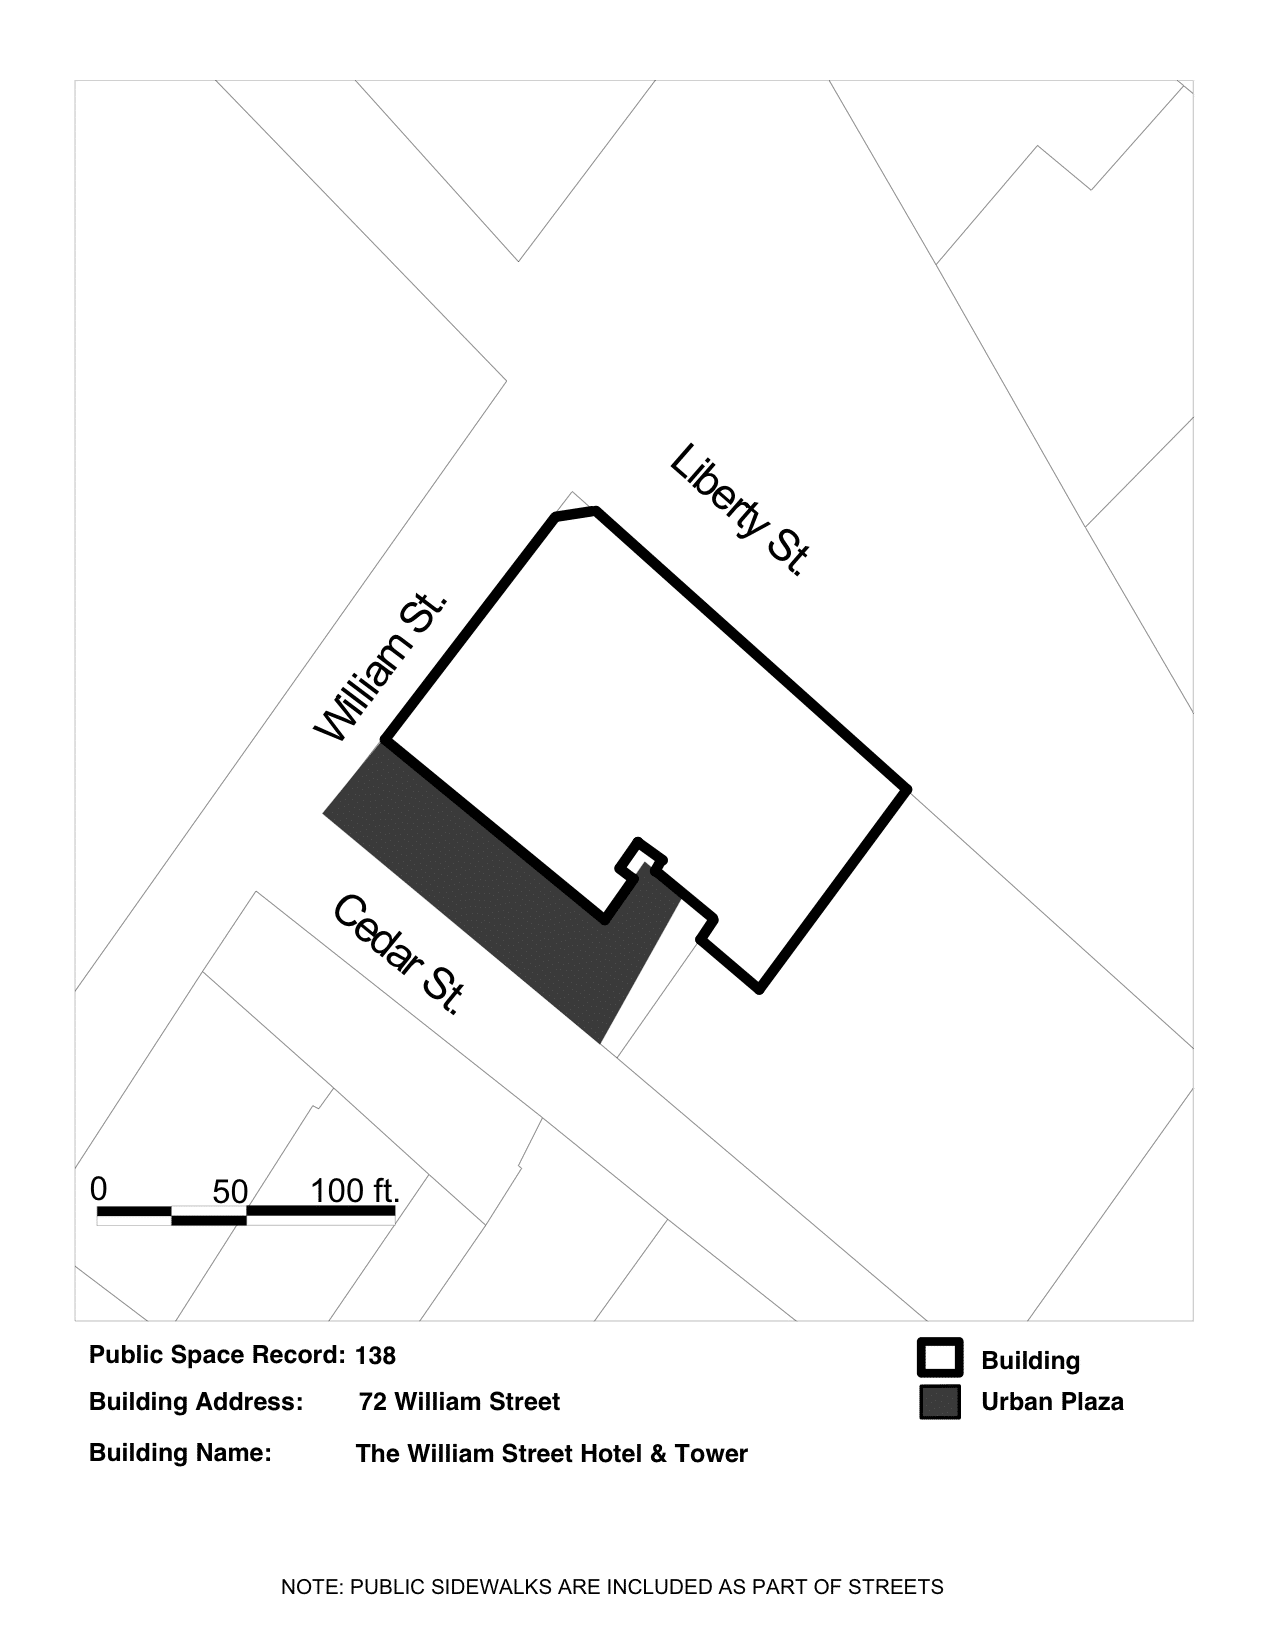 Liberty St.
William St.
Cedar St.
0 50 100 ft.
Public Space Record: 138
Building Address: 72 William Street
Building Name: The William Street Hotel & Tower
Building
Urban Plaza
NOTE: PUBLIC SIDEWALKS ARE INCLUDED AS PART OF STREETS